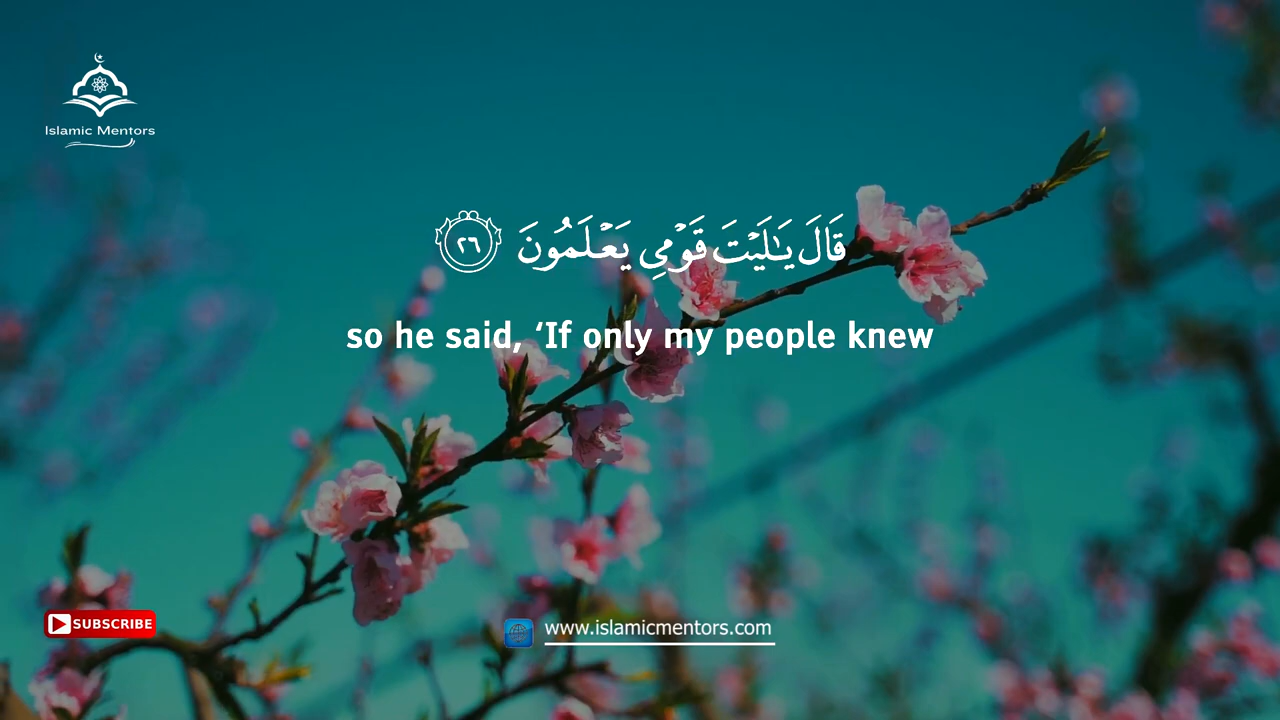 Islamic Mentors
قَالَ يَـٰلَيْتَ قَوْمِي يَعْلَمُونَ ٢٦
so he said, ‘If only my people knew
SUBSCRIBE
www.islamicmentors.com